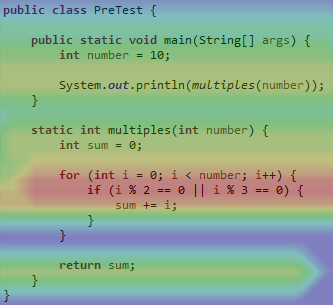 public class PreTest {
public static void main(String[] args) {
int number = 10;
System.out.println(multiples(number));
}
static int multiples(int number) {
int sum = 0;
for (int i = 0; i < number; i++) {
if (i % 2 == 0 || i % 3 == 0) {
sum += i;
}
}
return sum;
}
}